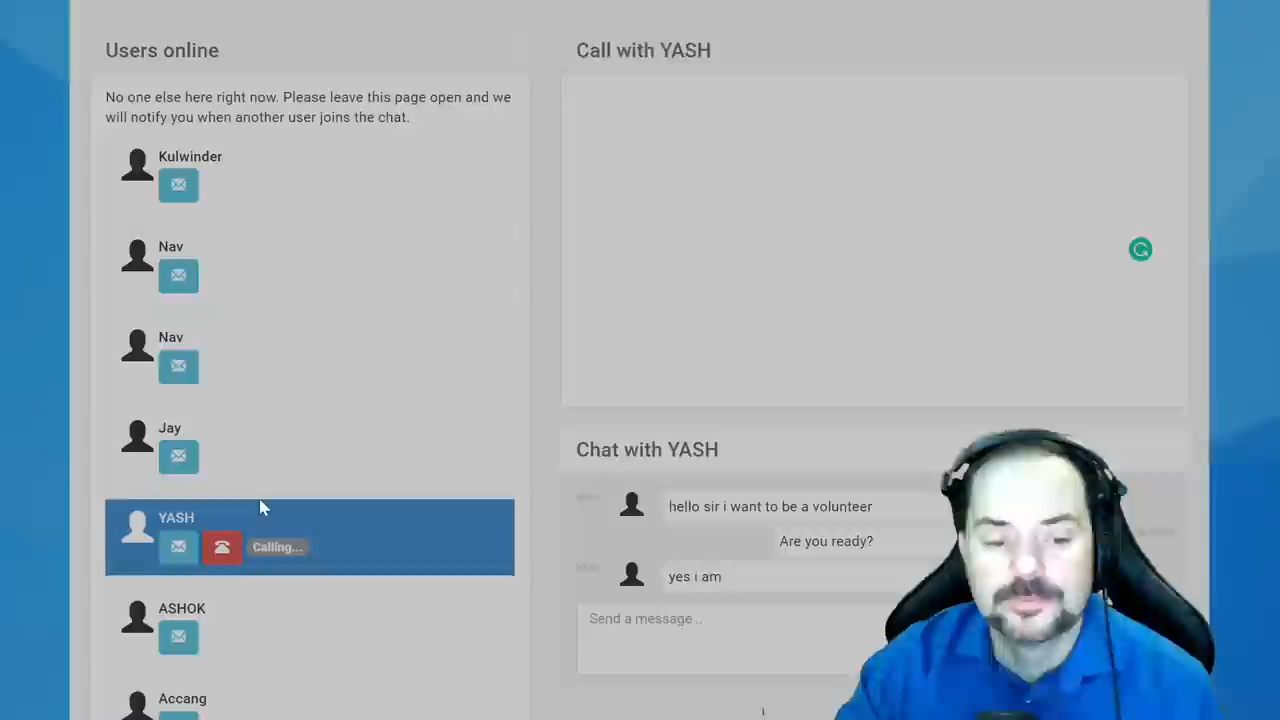 Users online
No one else here right now. Please leave this page open and we
will notify you when another user joins the chat.
Kulwinder
Nav
Nav
Jay
YASH
Calling...
ASHOK
Accang
Call with YASH
Chat with YASH
hello sir i want to be a volunteer
Are you ready?
yes i am
Send a message ..